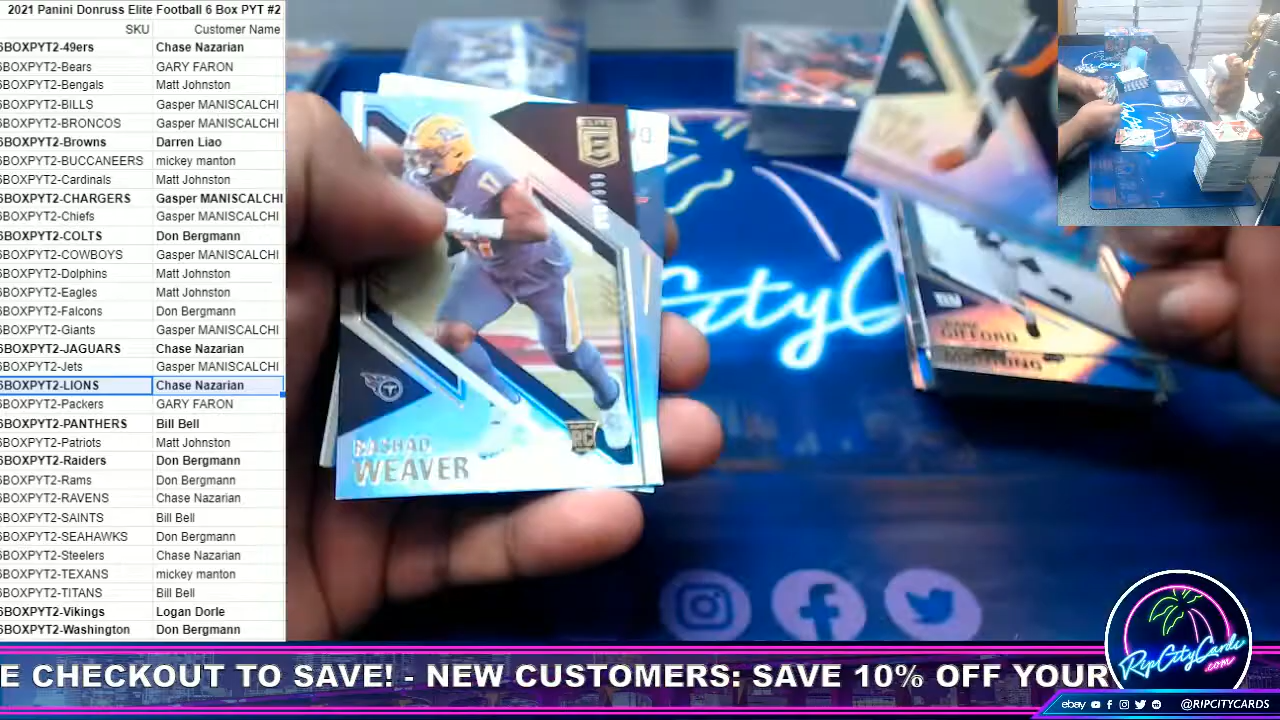 2021 Panini Donruss Elite Football 6 Box PYT #2
SKU Customer Name
6BOXPYT2-49ers Chase Nazarian
6BOXPYT2-Bears GARY FARON
6BOXPYT2-Bengals Matt Johnston
6BOXPYT2-BILLS Gasper MANISCALCHI
6BOXPYT2-BRONCOS Gasper MANISCALCHI
6BOXPYT2-Browns Darren Liao
6BOXPYT2-BUCCANEERS mickey manton
6BOXPYT2-Cardinals Matt Johnston
6BOXPYT2-CHARGERS Gasper MANISCALCHI
6BOXPYT2-Chiefs Gasper MANISCALCHI
6BOXPYT2-COLTS Don Bergmann
6BOXPYT2-COWBOYS Gasper MANISCALCHI
6BOXPYT2-Dolphins Matt Johnston
6BOXPYT2-Eagles Matt Johnston
6BOXPYT2-Falcons Don Bergmann
6BOXPYT2-Giants Gasper MANISCALCHI
6BOXPYT2-JAGUARS Chase Nazarian
6BOXPYT2-Jets Gasper MANISCALCHI
6BOXPYT2-LIONS Chase Nazarian
6BOXPYT2-Packers GARY FARON
6BOXPYT2-PANTHERS Bill Bell
6BOXPYT2-Patriots Matt Johnston
6BOXPYT2-Raiders Don Bergmann
6BOXPYT2-Rams Don Bergmann
6BOXPYT2-RAVENS Chase Nazarian
6BOXPYT2-SAINTS Bill Bell
6BOXPYT2-SEAHAWKS Don Bergmann
6BOXPYT2-Steelers Chase Nazarian
6BOXPYT2-TEXANS mickey manton
6BOXPYT2-TITANS Bill Bell
6BOXPYT2-Vikings Logan Dorle
6BOXPYT2-Washington Don Bergmann
ELITE
E
17
RASHAD
WEAVER
RC
GIFFORD
ityC
E CHECKOUT TO SAVE! - NEW CUSTOMERS: SAVE 10% OFF YOUR
RipCityCards
.com
ebay @RIPCITYCARDS